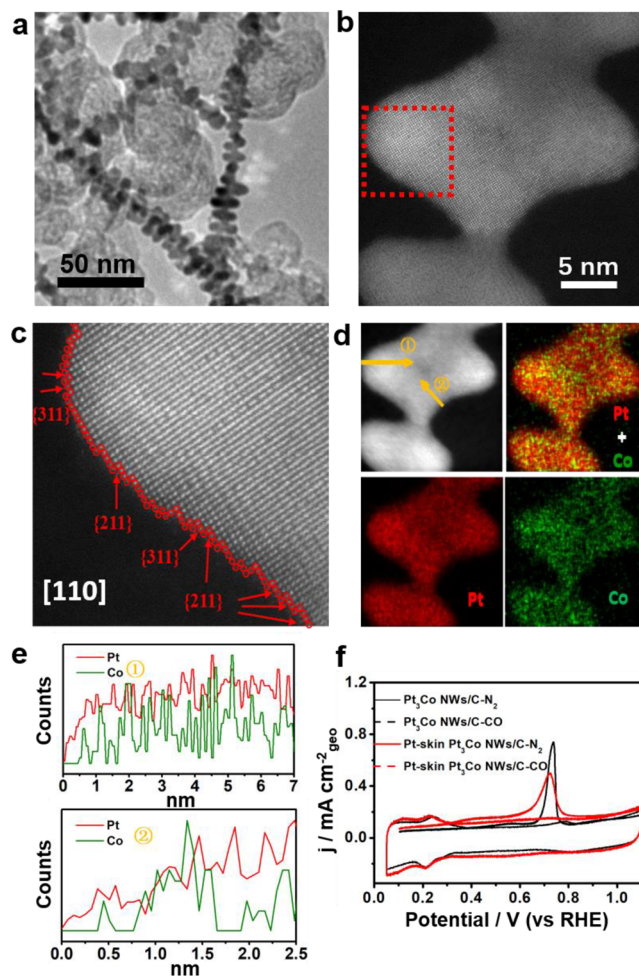 a
50 nm
b
5 nm
c
{311}
{211}
{311}
{211}
[110]
d
①
②
Pt
+
Co
Pt
Co
e
Counts
Pt
Co
①
0 1 2 3 4 5 6 7
nm
Counts
Pt
Co
②
0.0 0.5 1.0 1.5 2.0 2.5
nm
f
j / mA cm⁻²geo
1.2
0.8
0.4
0.0
Pt₃Co NWs/C-N₂
Pt₃Co NWs/C-CO
Pt-skin Pt₃Co NWs/C-N₂
Pt-skin Pt₃Co NWs/C-CO
0.0 0.2 0.4 0.6 0.8 1.0
Potential / V (vs RHE)